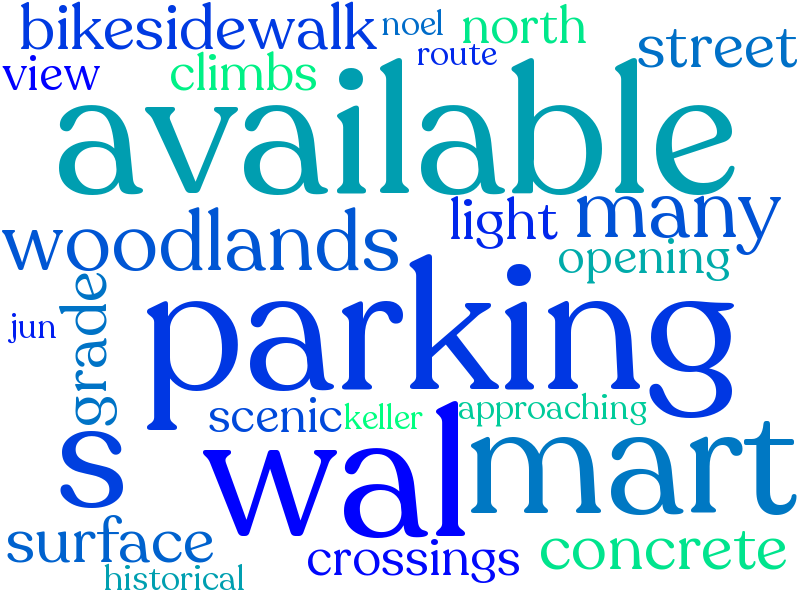 bikesidewalk noel north
route street
view climbs
available
light many
woodlands opening
grade
jun parking
scenic keller approaching
s wal mart
surface crossings concrete
historical